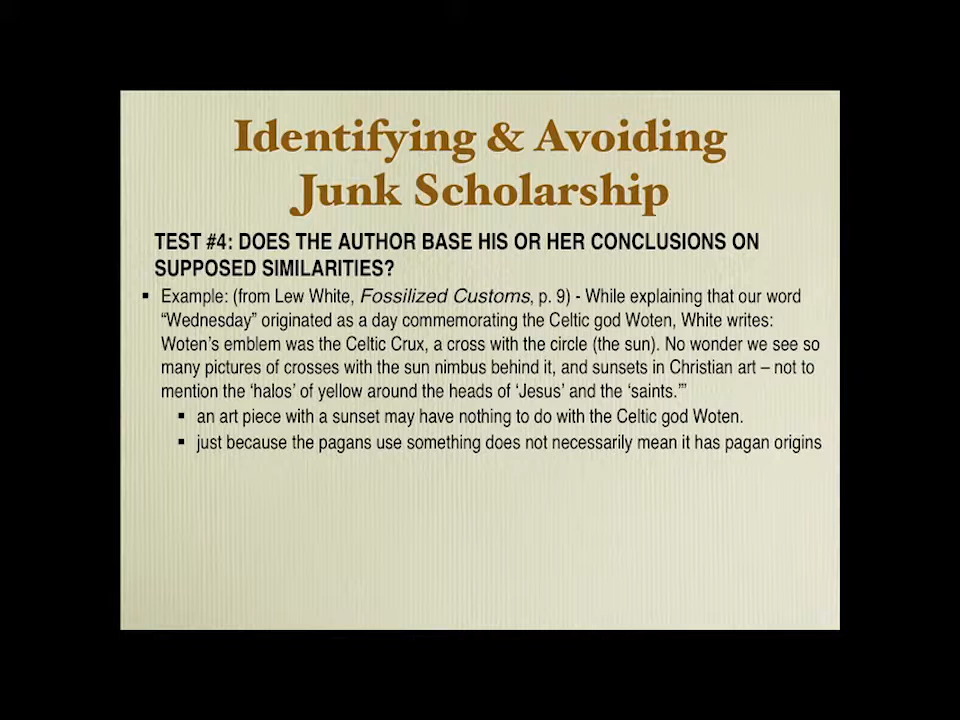 Identifying & Avoiding
Junk Scholarship
TEST #4: DOES THE AUTHOR BASE HIS OR HER CONCLUSIONS ON
SUPPOSED SIMILARITIES?
▪ Example: (from Lew White, Fossilized Customs, p. 9) - While explaining that our word
“Wednesday” originated as a day commemorating the Celtic god Woten, White writes:
Woten’s emblem was the Celtic Crux, a cross with the circle (the sun). No wonder we see so
many pictures of crosses with the sun nimbus behind it, and sunsets in Christian art – not to
mention the ‘halos’ of yellow around the heads of ‘Jesus’ and the ‘saints.’”
▪ an art piece with a sunset may have nothing to do with the Celtic god Woten.
▪ just because the pagans use something does not necessarily mean it has pagan origins